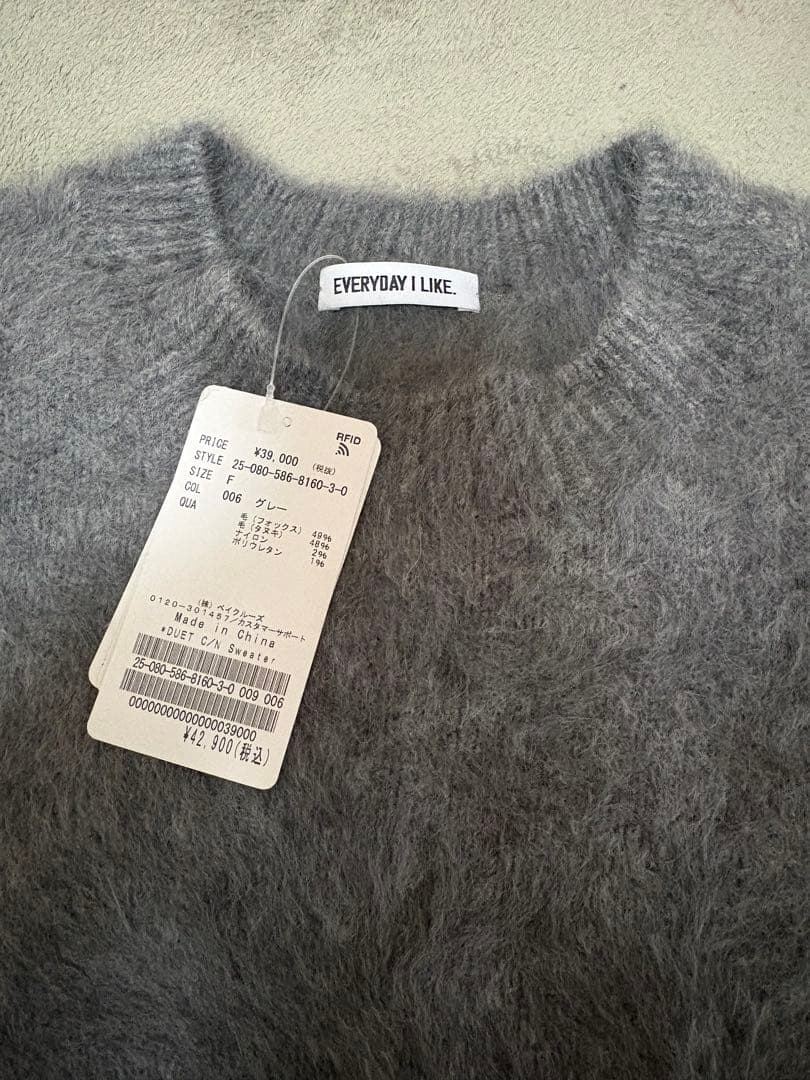 EVERYDAY I LIKE.
RFID
PRICE ¥39,000 (税抜)
STYLE 25-080-586-8160-3-0
SIZE F
COL 006 グレー
QUA
毛(フォックス) 49%
毛(タヌキ) 48%
ナイロン 2%
ポリウレタン 1%
(株)ベイクルーズ
0120-301457/カスタマーサポート
Made in China
*DUET C/N Sweater
25-080-586-8160-3-0 009 006
0000000000000000039000
¥42,900(税込)